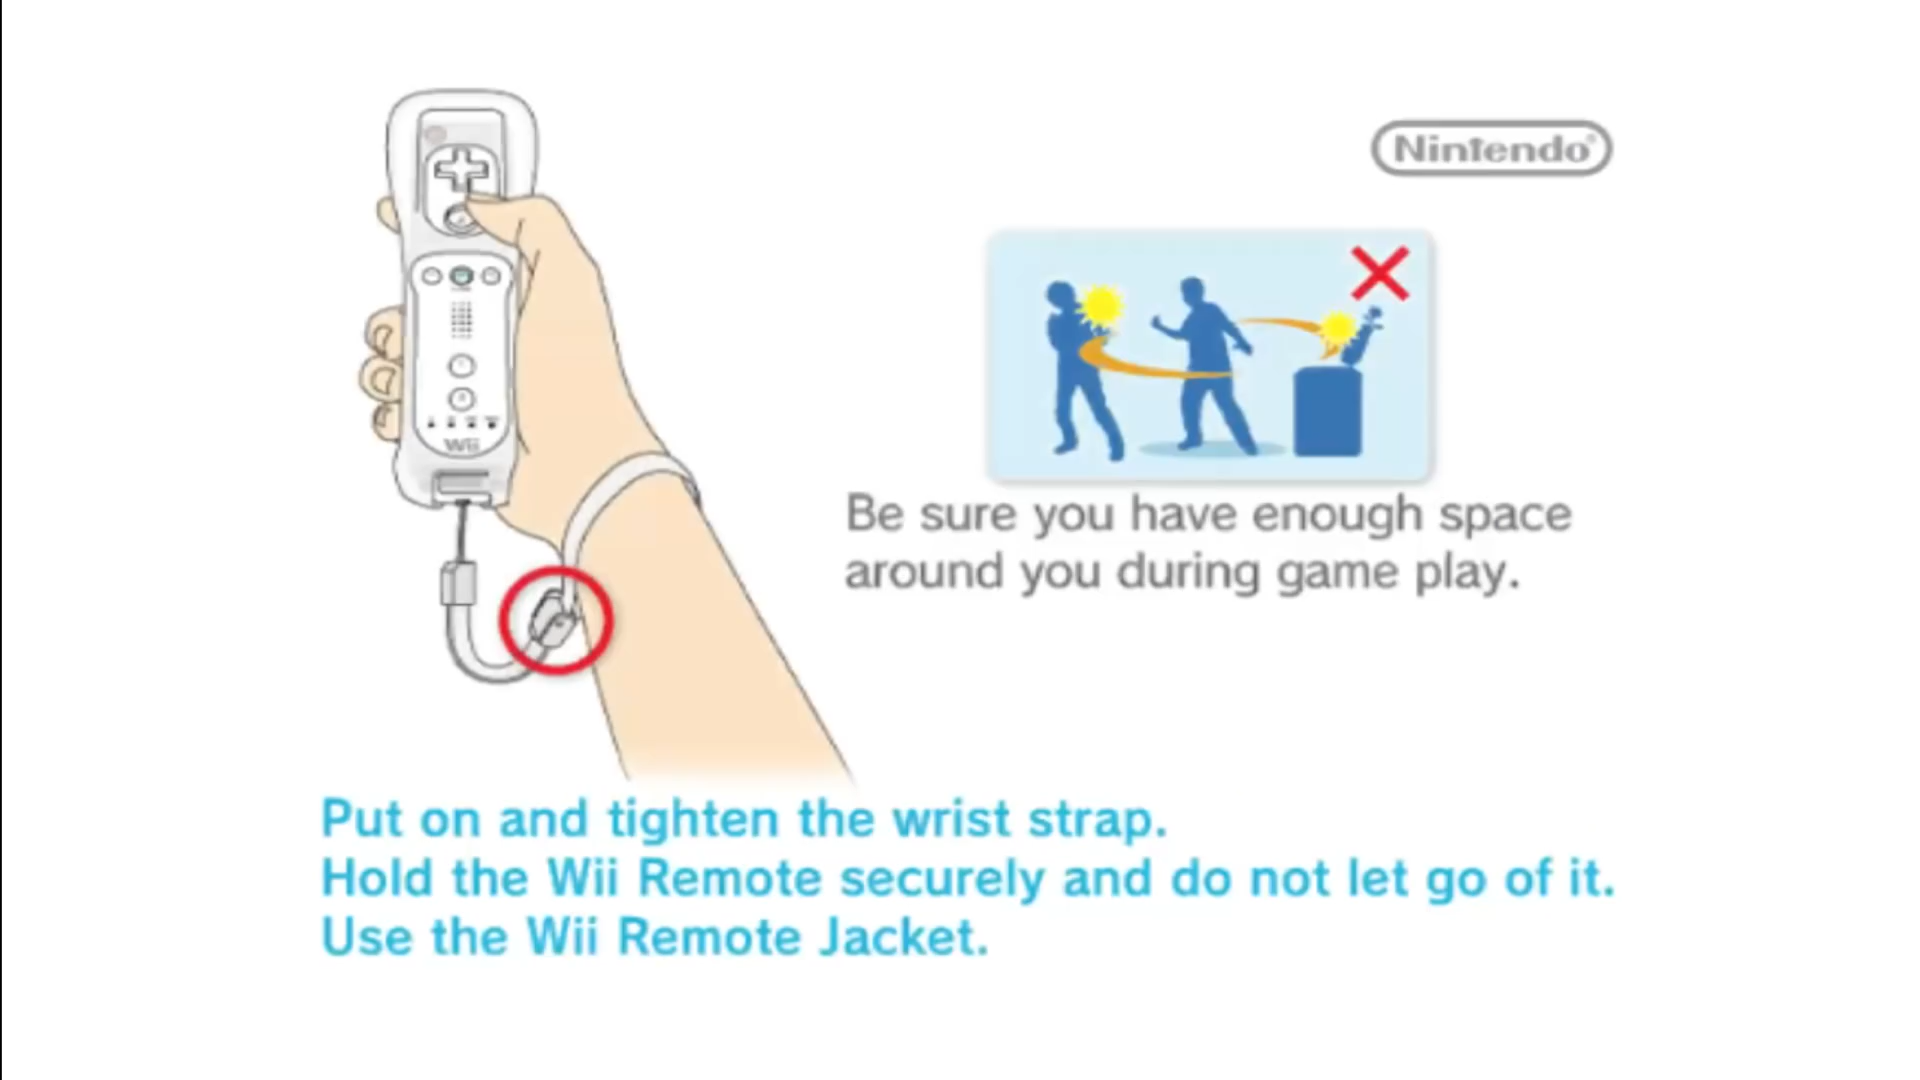 Nintendo®
Wii
Be sure you have enough space
around you during game play.
Put on and tighten the wrist strap.
Hold the Wii Remote securely and do not let go of it.
Use the Wii Remote Jacket.